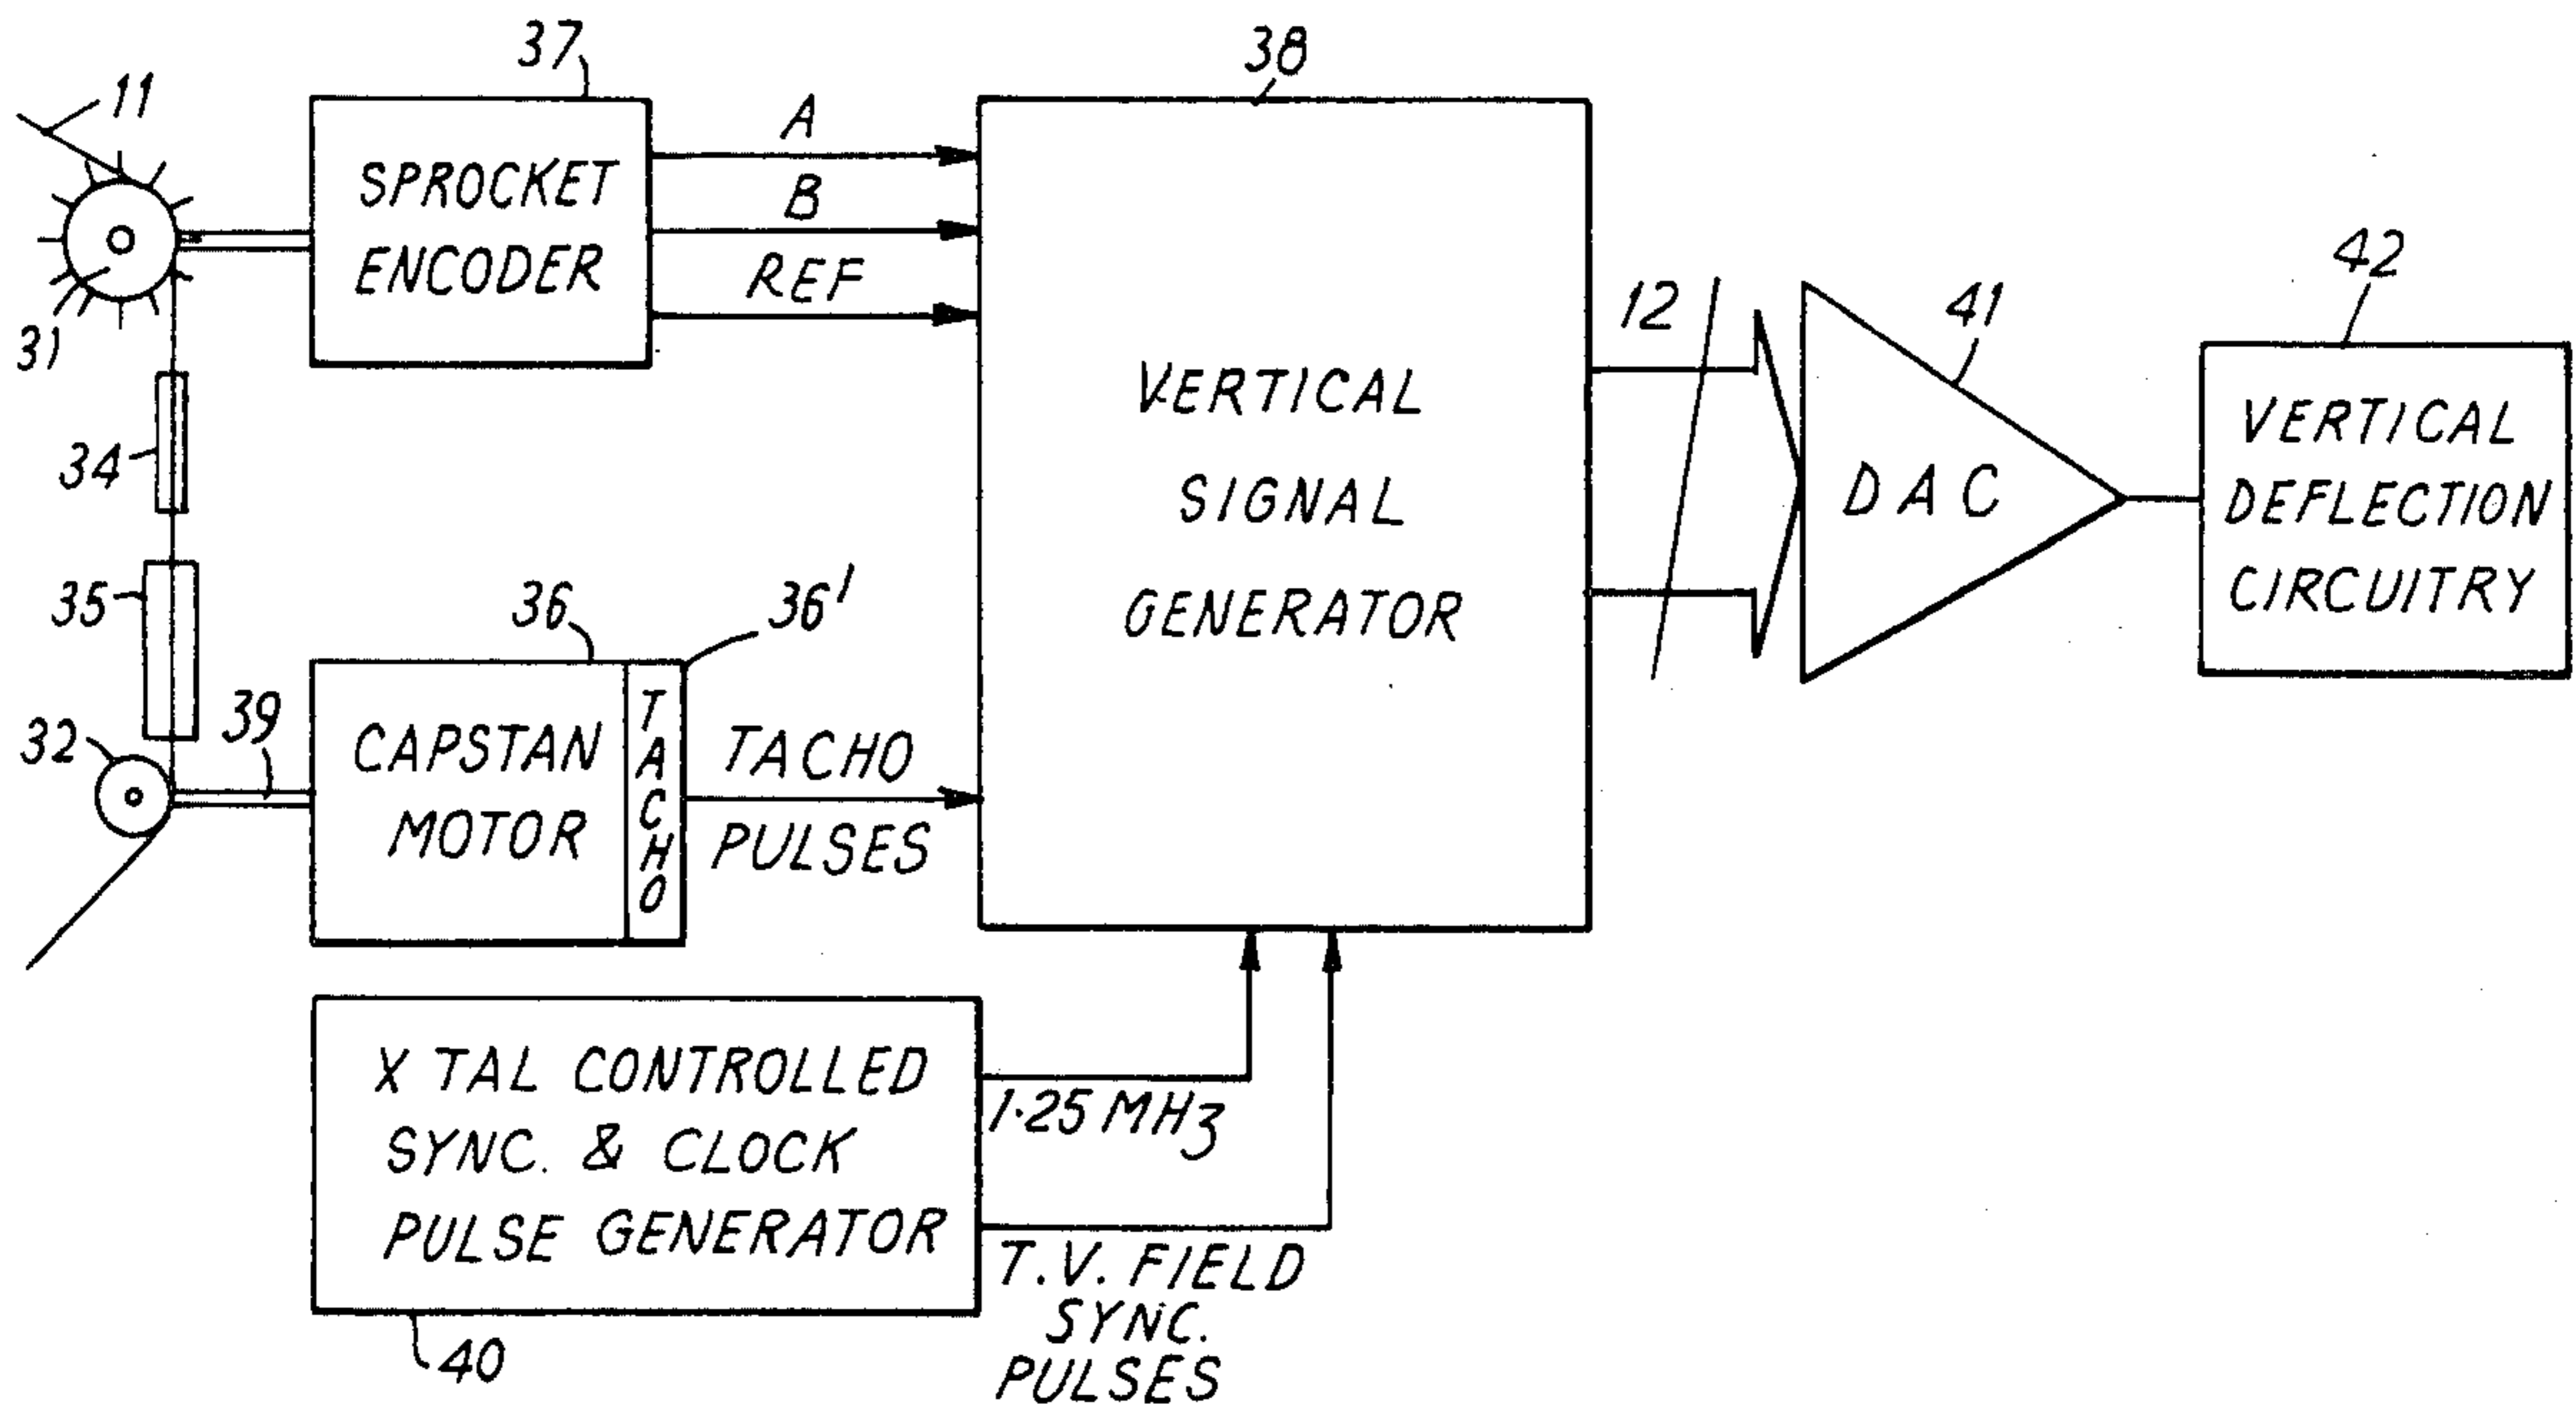 37
38
11
A
SPROCKET
ENCODER
B
REF
31
12
41
42
VERTICAL
SIGNAL
GENERATOR
DAC
VERTICAL
DEFLECTION
CIRCUITRY
34
35
36
36'
32
39
CAPSTAN
MOTOR
TACHO
TACHO
PULSES
X TAL CONTROLLED
SYNC. & CLOCK
PULSE GENERATOR
1·25 MHz
T.V. FIELD
SYNC.
PULSES
40